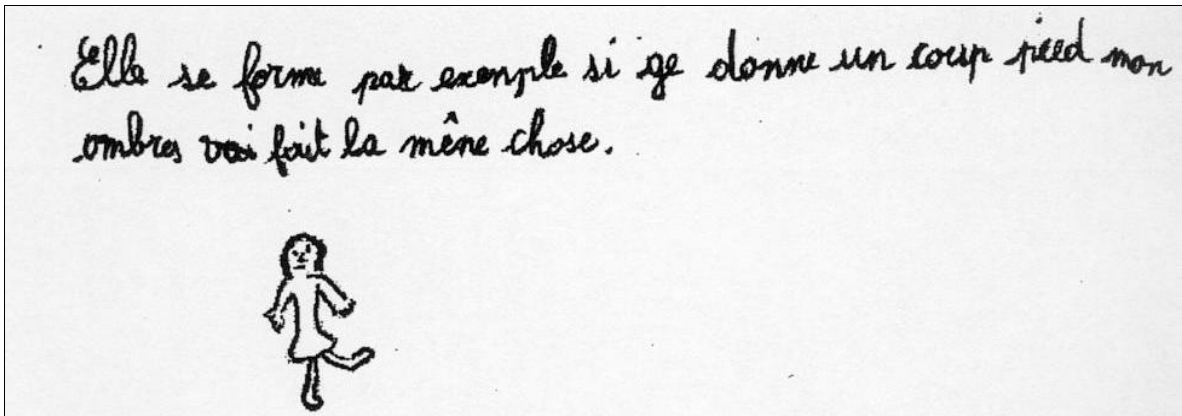 Elle se forme par exemple si ge donne un coup pied mon
ombres vai fait la mêne chose.